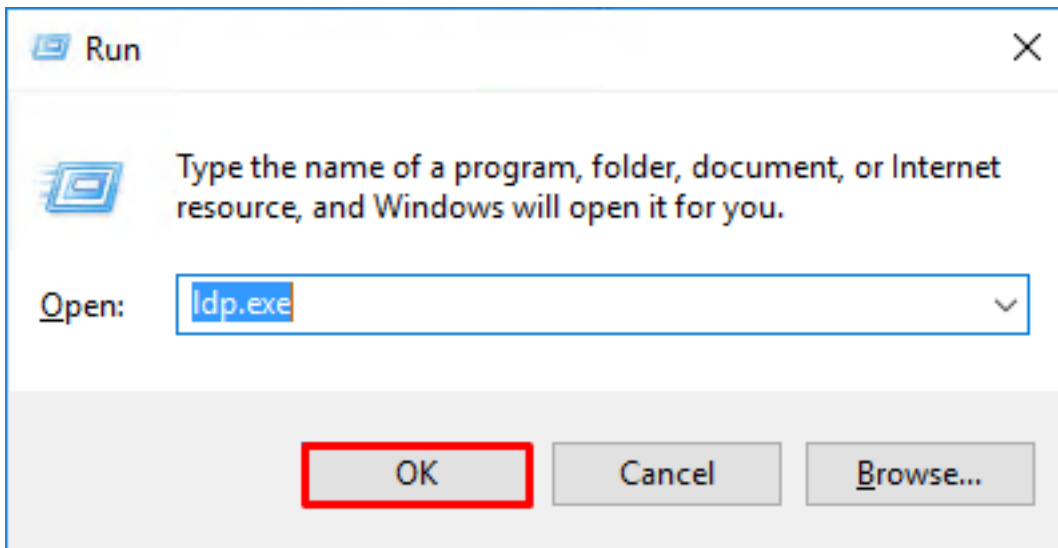 Run
Type the name of a program, folder, document, or Internet
resource, and Windows will open it for you.
Open: ldp.exe
OK Cancel Browse...